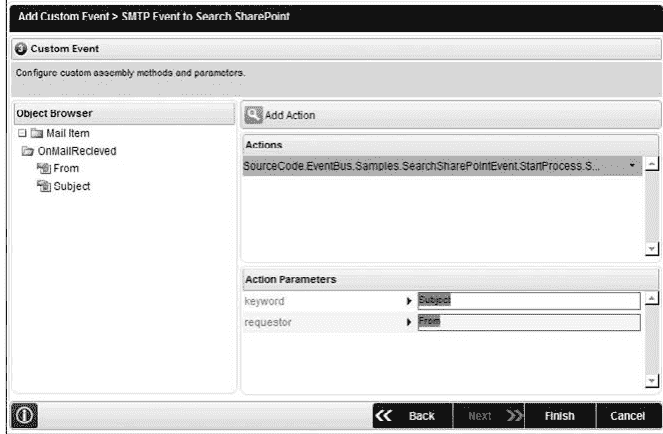 Add Custom Event > SMTP Event to Search SharePoint
3 Custom Event
Configure custom assembly methods and parameters.
Object Browser
Mail Item
OnMailRecieved
From
Subject
Add Action
Actions
SourceCode.EventBus.Samples.SearchSharePointEvent.StartProcess.S...
Action Parameters
keyword Subject
requestor From
Back Next Finish Cancel